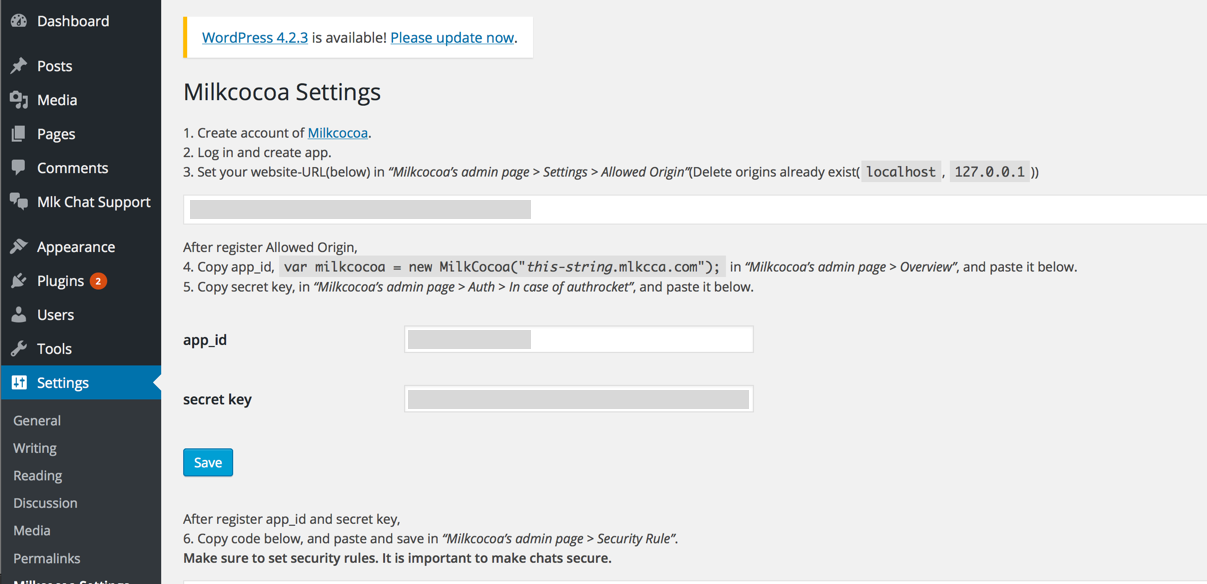 Dashboard
Posts
Media
Pages
Comments
Mlk Chat Support
Appearance
Plugins 2
Users
Tools
Settings
General
Writing
Reading
Discussion
Media
Permalinks
Milkcocoa Settings
WordPress 4.2.3 is available! Please update now.
Milkcocoa Settings
1. Create account of Milkcocoa.
2. Log in and create app.
3. Set your website-URL(below) in “Milkcocoa’s admin page > Settings > Allowed Origin”(Delete origins already exist( localhost , 127.0.0.1 ))
After register Allowed Origin,
4. Copy app_id, var milkcocoa = new MilkCocoa("this-string.mlkcca.com"); in “Milkcocoa’s admin page > Overview”, and paste it below.
5. Copy secret key, in “Milkcocoa’s admin page > Auth > In case of authrocket”, and paste it below.
app_id
secret key
Save
After register app_id and secret key,
6. Copy code below, and paste and save in “Milkcocoa’s admin page > Security Rule”.
Make sure to set security rules. It is important to make chats secure.